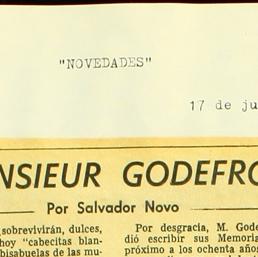 "NOVEDADES"
17 de ju
NSIEUR GODEFRO
Por Salvador Novo
sobrevivirán, dulces,
hoy "cabecitas blan-
bisabuelas de las mu-
Por desgracia, M. Gode
dió escribir sus Memoria
próximo a los ochenta años